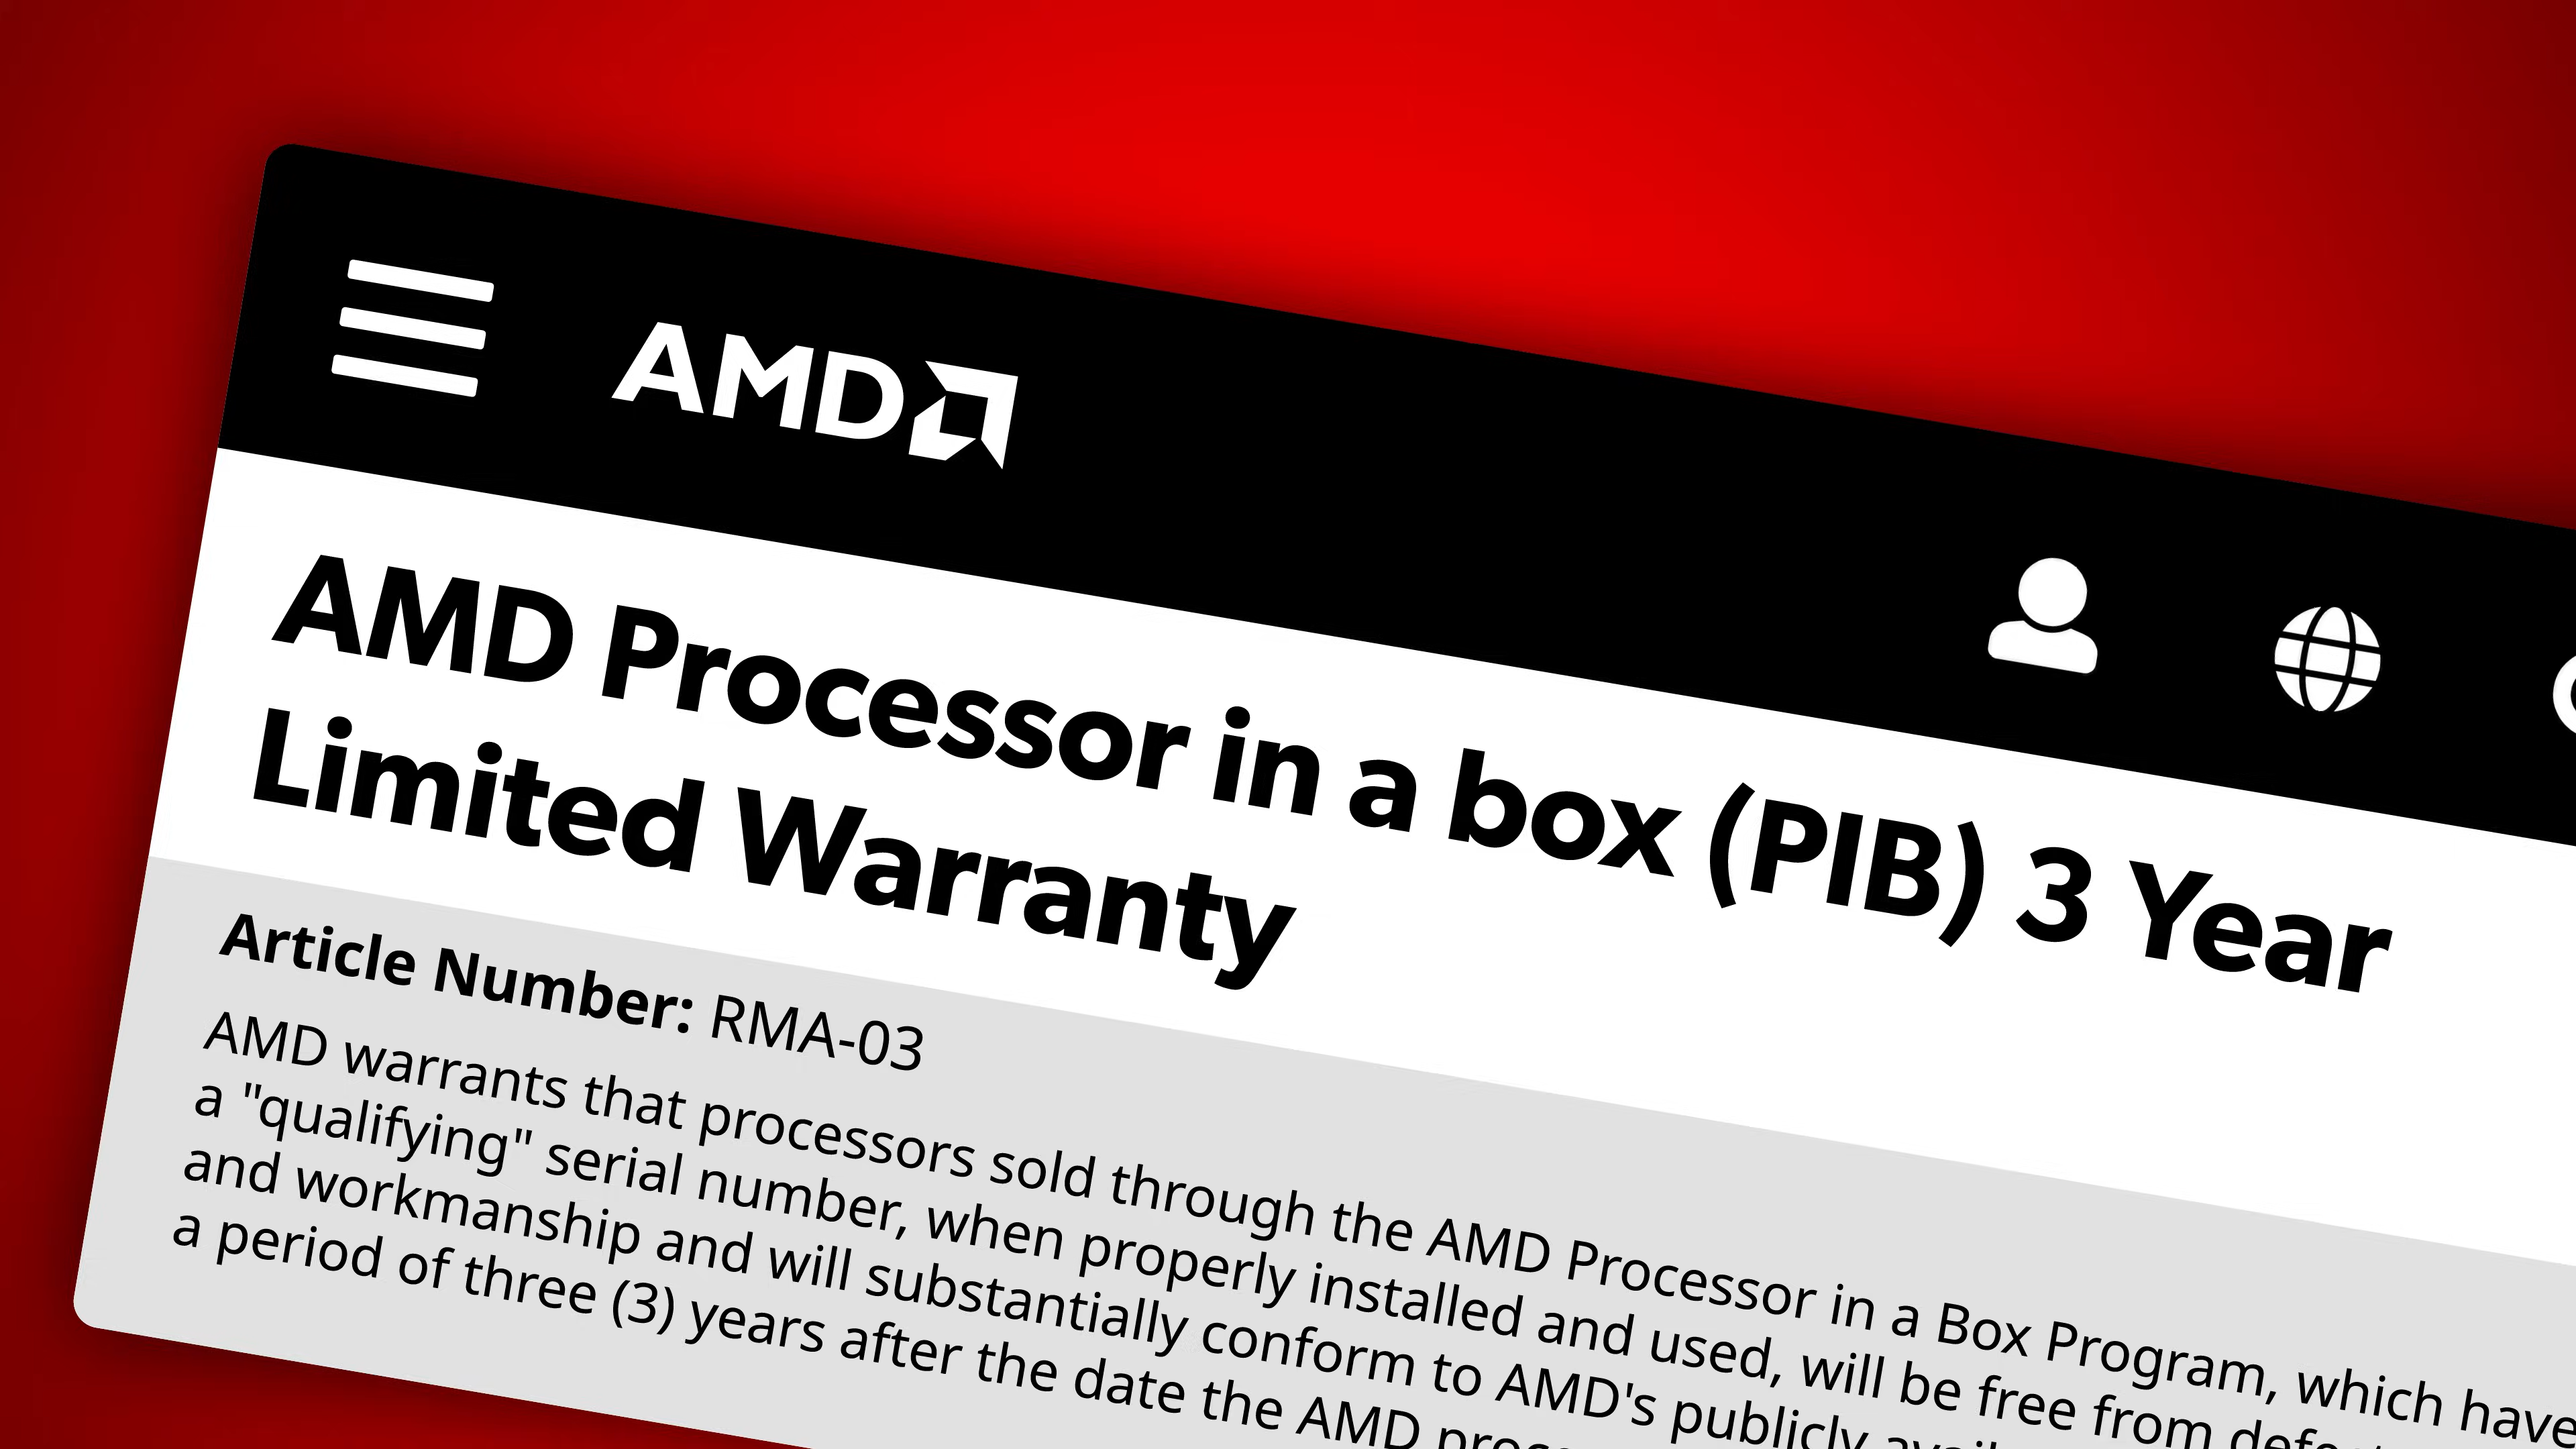 AMD
AMD Processor in a box (PIB) 3 Year
Limited Warranty
Article Number: RMA-03
AMD warrants that processors sold through the AMD Processor in a Box Program, which have
a "qualifying" serial number, when properly installed and used, will be free from
and workmanship and will substantially conform to AMD's publicly
a period of three (3) years after the date the AMD